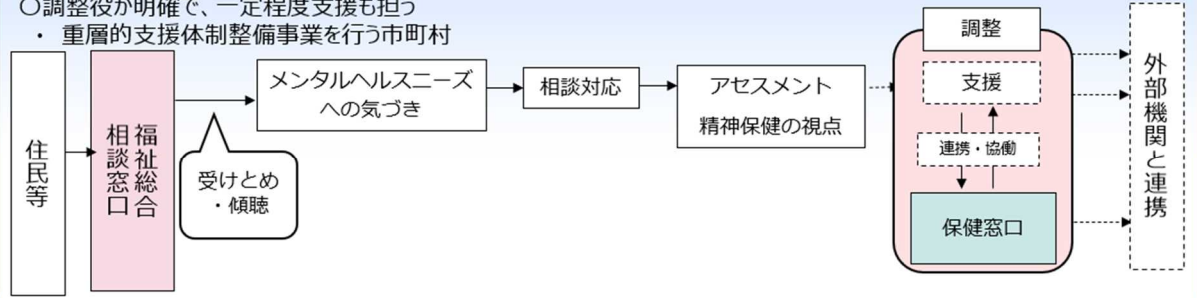 〇調整役が明確で、一定程度支援も担う
・ 重層的支援体制整備事業を行う市町村
住民等
福祉総合
相談窓口
受けとめ
・傾聴
メンタルヘルスニーズ
への気づき
相談対応
アセスメント
精神保健の視点
調整
支援
連携・協働
保健窓口
外部機関と連携